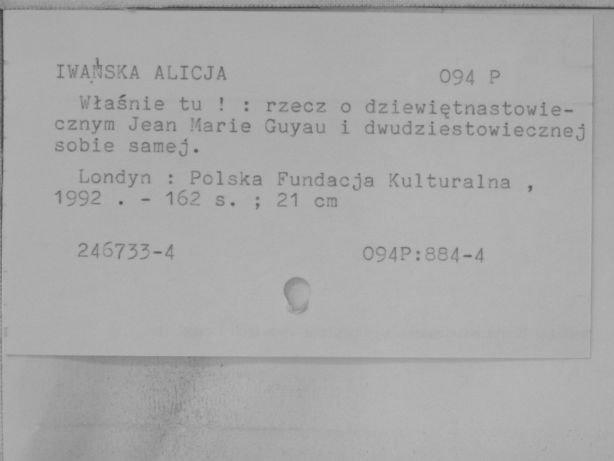 IWAŃSKA ALICJA 094 P
Właśnie tu ! : rzecz o dziewiętnastowie-
cznym Jean Marie Guyau i dwudziestowiecznej
sobie samej.
Londyn : Polska Fundacja Kulturalna ,
1992 . - 162 s. ; 21 cm
246733-4 094P:884-4